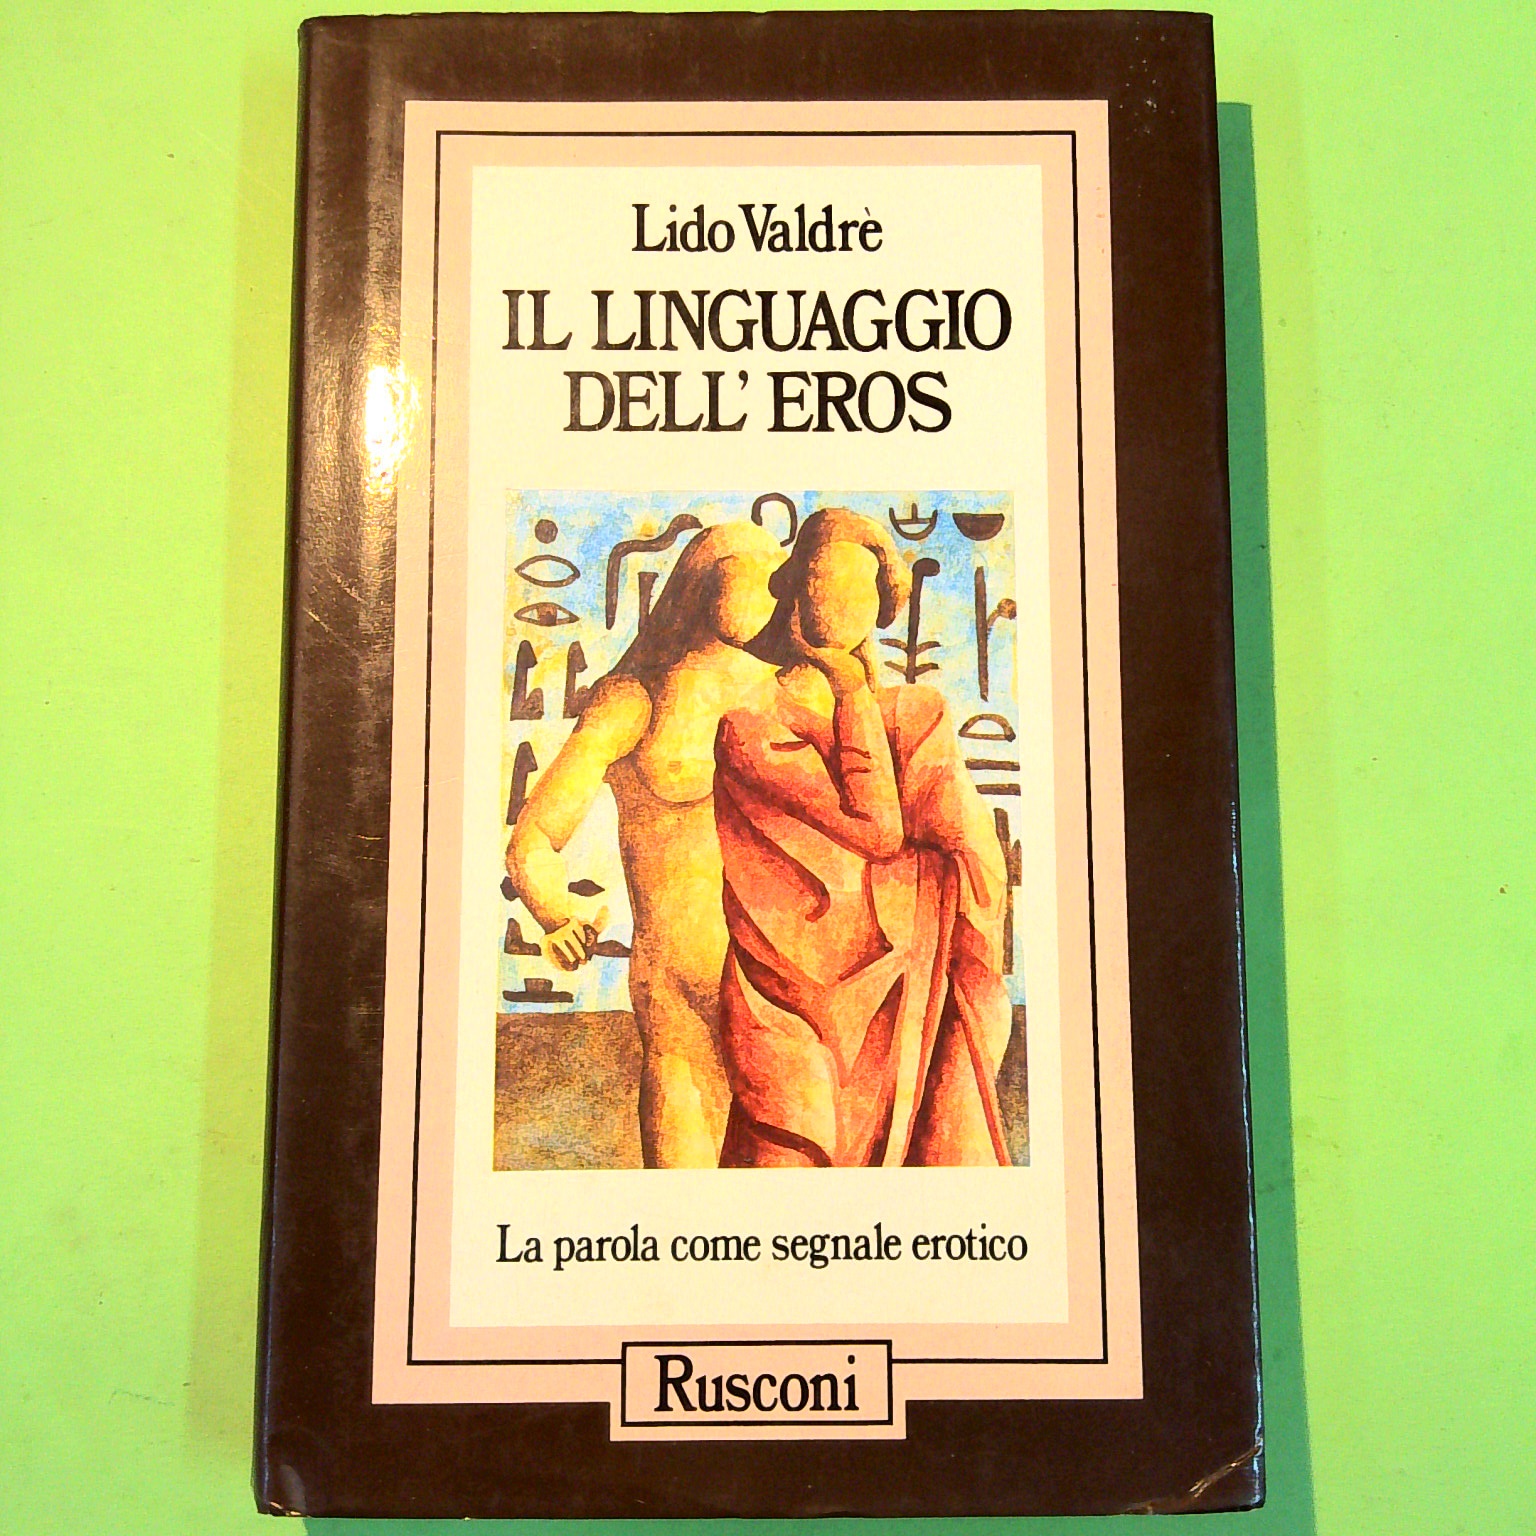 Lido Valdrè
IL LINGUAGGIO
DELL' EROS
La parola come segnale erotico
Rusconi